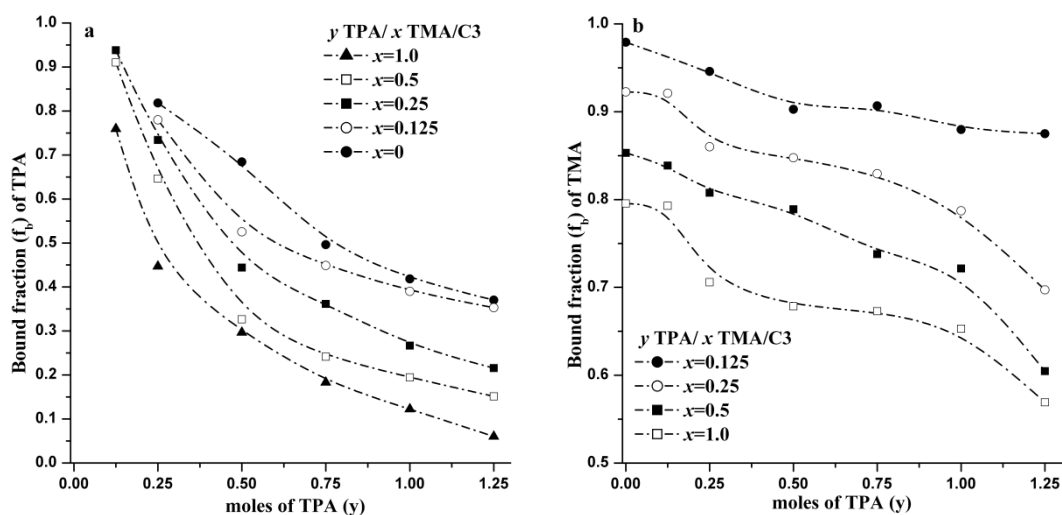 a
y TPA/ x TMA/C3
x=1.0
x=0.5
x=0.25
x=0.125
x=0
Bound fraction (f_b) of TPA
1.0
0.9
0.8
0.7
0.6
0.5
0.4
0.3
0.2
0.1
0.0
0.00 0.25 0.50 0.75 1.00 1.25
moles of TPA (y)
b
Bound fraction (f_b) of TMA
1.0
0.9
0.8
0.7
0.6
0.5
y TPA/ x TMA/C3
x=0.125
x=0.25
x=0.5
x=1.0
0.00 0.25 0.50 0.75 1.00 1.25
moles of TPA (y)